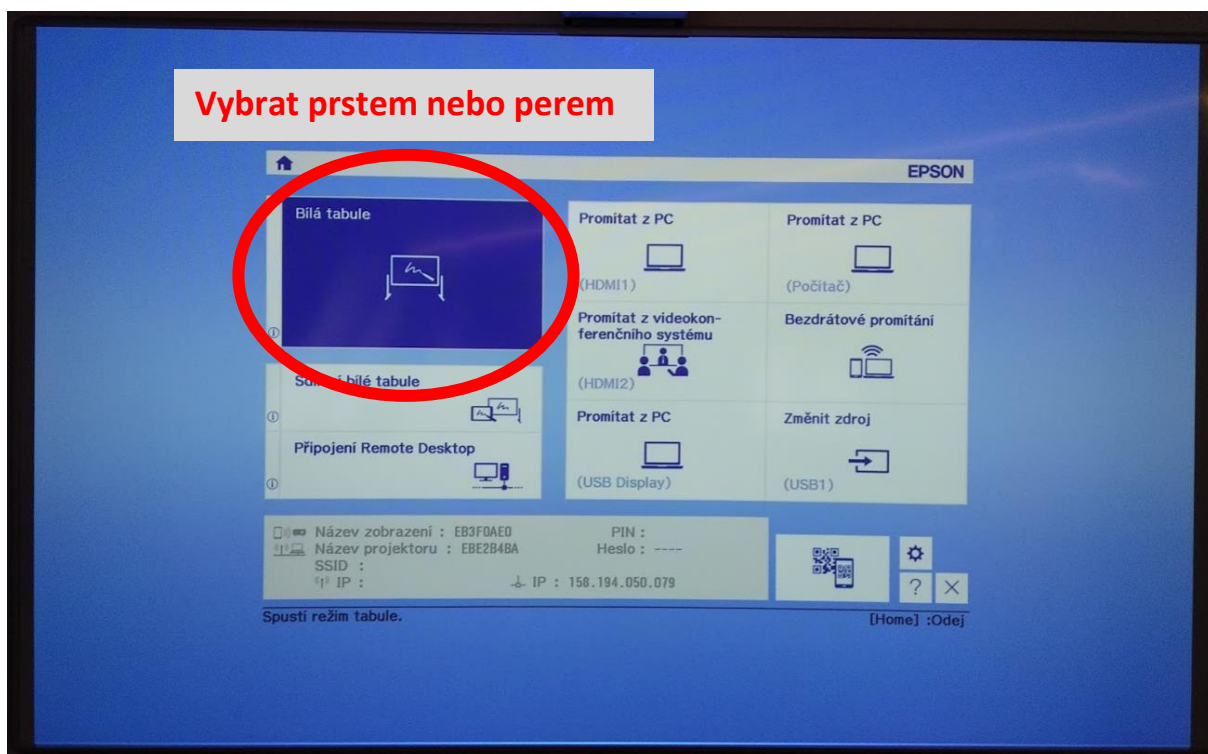 Vybrat prstem nebo perem
EPSON
Bílá tabule
Sdílení bílé tabule
Připojení Remote Desktop
Promítat z PC
(HDMI1)
Promítat z PC
(Počítač)
Promítat z videokon-
ferenčního systému
(HDMI2)
Bezdrátové promítání
Promítat z PC
(USB Display)
Změnit zdroj
(USB1)
Název zobrazení : EB3F0AE0 PIN :
Název projektoru : EBE2B4BA Heslo : ----
SSID :
IP : IP : 158.194.050.079
?
Spustí režim tabule. [Home] :Odej